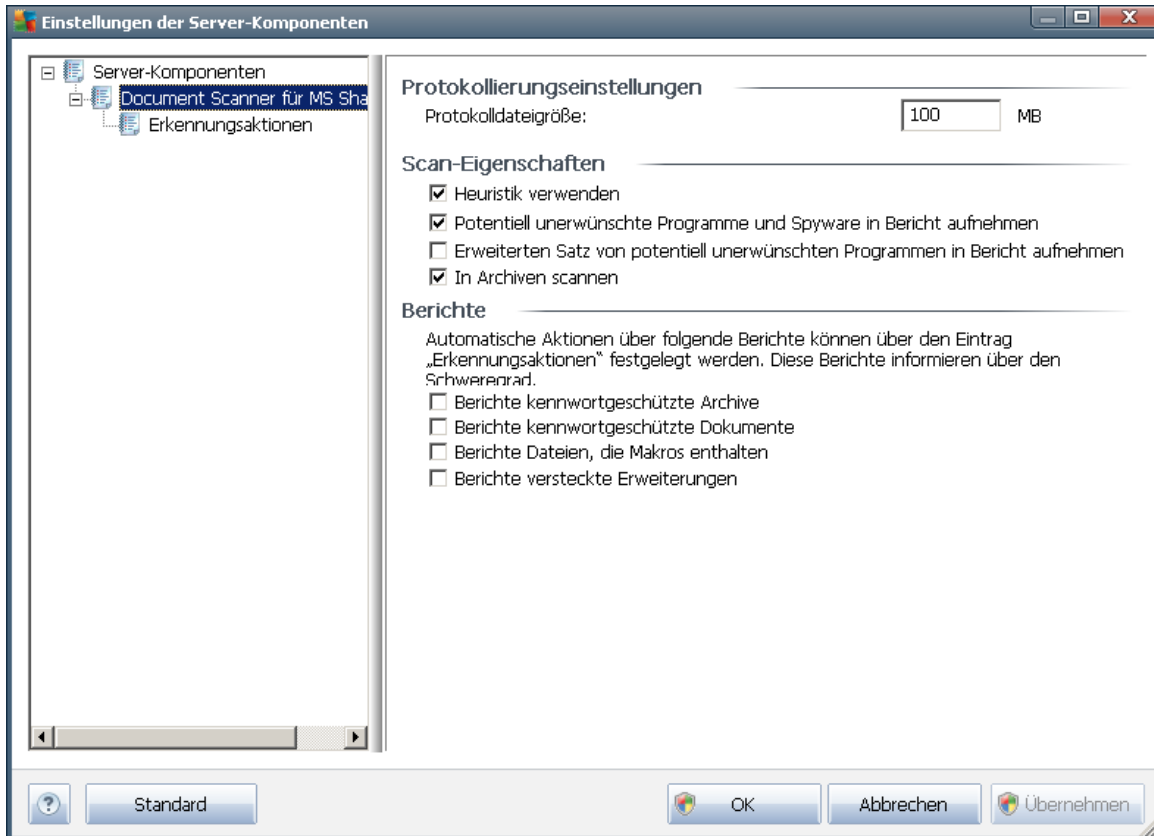 Einstellungen der Server-Komponenten
Server-Komponenten
Document Scanner für MS Sha
Erkennungsaktionen
Protokollierungseinstellungen
Protokolldateigröße:
100
MB
Scan-Eigenschaften
Heuristik verwenden
Potentiell unerwünschte Programme und Spyware in Bericht aufnehmen
Erweiterten Satz von potentiell unerwünschten Programmen in Bericht aufnehmen
In Archiven scannen
Berichte
Automatische Aktionen über folgende Berichte können über den Eintrag
„Erkennungsaktionen“ festgelegt werden. Diese Berichte informieren über den
Schweregrad.
Berichte kennwortgeschützte Archive
Berichte kennwortgeschützte Dokumente
Berichte Dateien, die Makros enthalten
Berichte versteckte Erweiterungen
?
Standard
OK
Abbrechen
Übernehmen